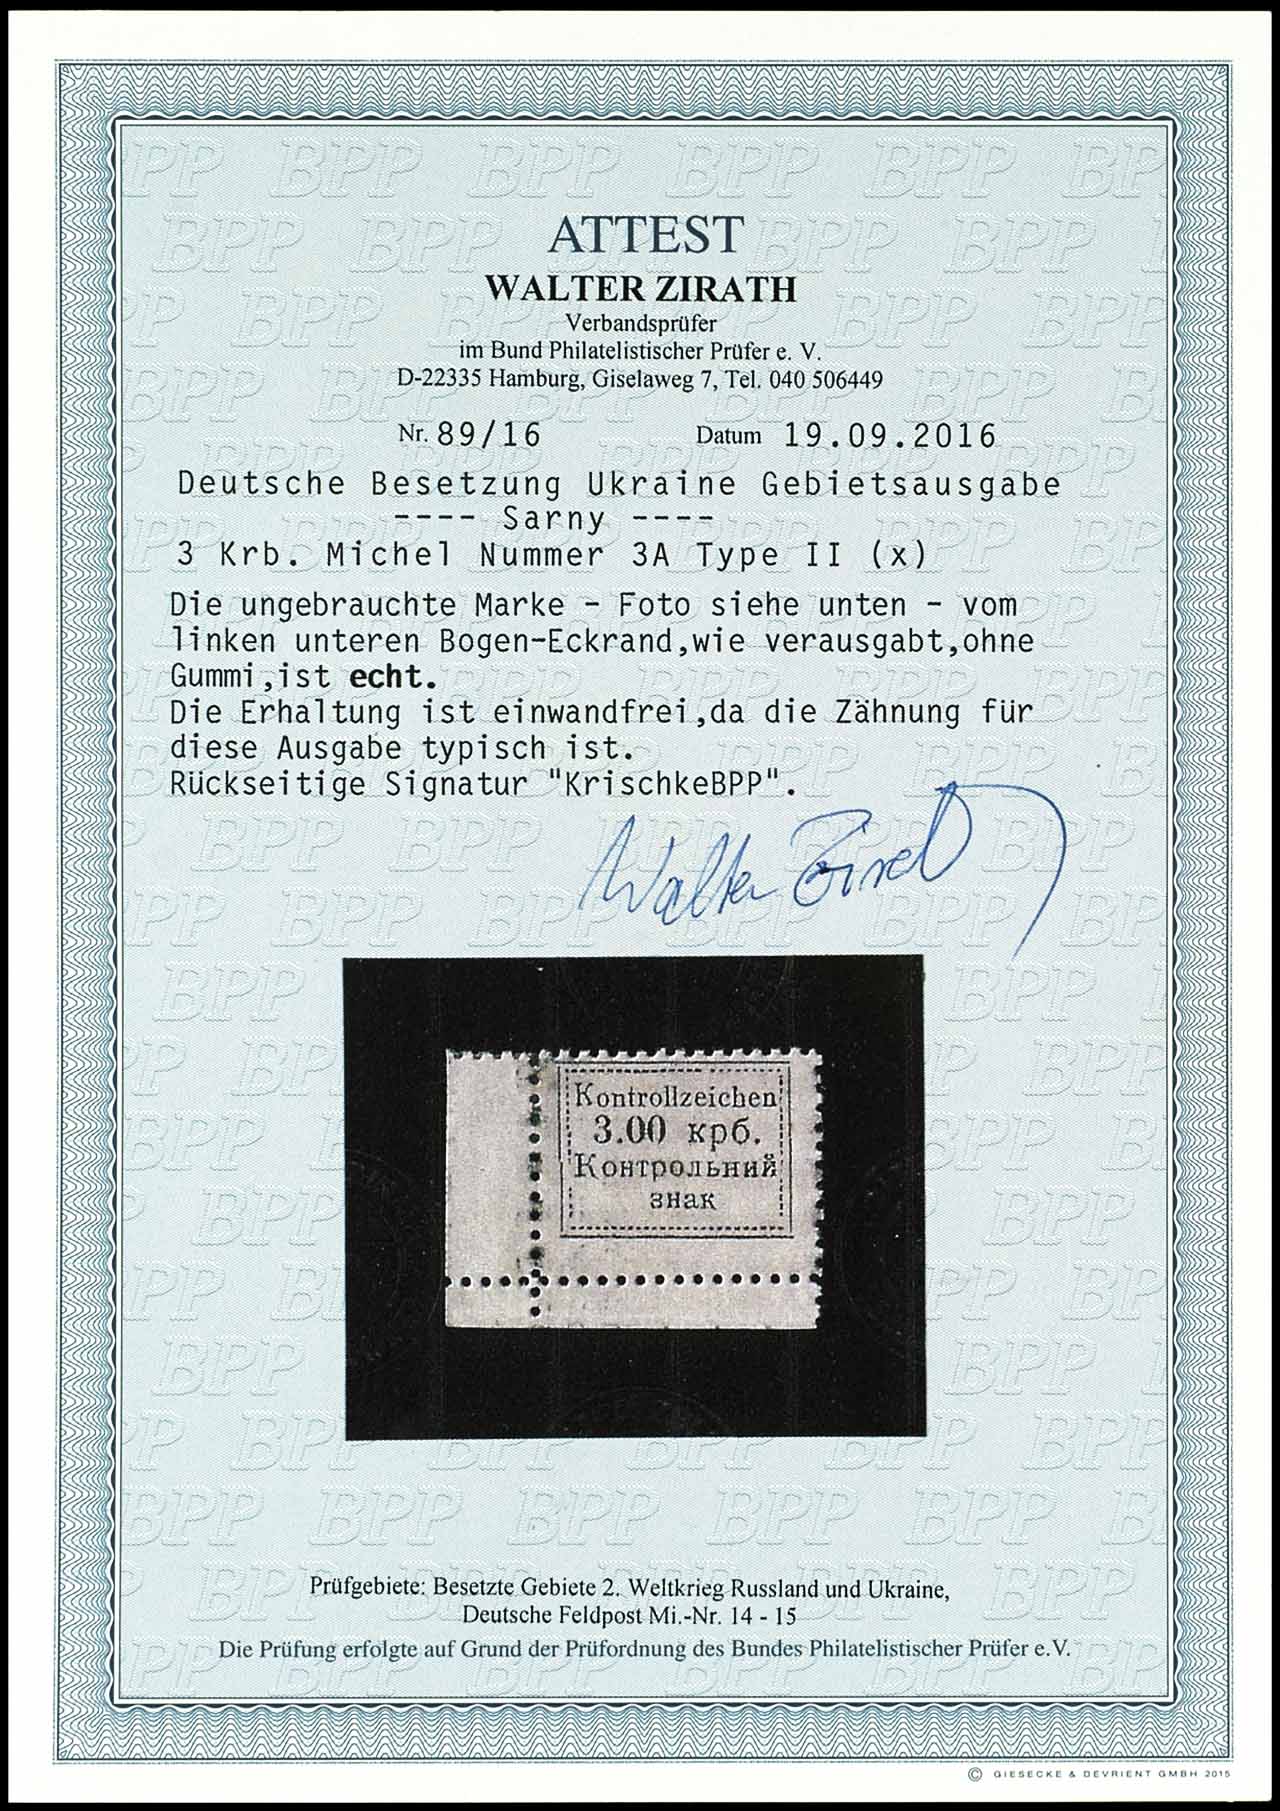 ATTEST
WALTER ZIRATH
Verbandsprüfer
im Bund Philatelistischer Prüfer e. V.
D-22335 Hamburg, Giselaweg 7, Tel. 040 506449
Nr. 89/16 Datum 19.09.2016
Deutsche Besetzung Ukraine Gebietsausgabe
---- Sarny ----
3 Krb. Michel Nummer 3A Type II (x)
Die ungebrauchte Marke - Foto siehe unten - vom
linken unteren Bogen-Eckrand,wie verausgabt,ohne
Gummi,ist echt.
Die Erhaltung ist einwandfrei,da die Zähnung für
diese Ausgabe typisch ist.
Rückseitige Signatur "KrischkeBPP".
Walter Zirath
Kontrollzeichen
3.00 крб.
Контрольний
знак
Prüfgebiete: Besetzte Gebiete 2. Weltkrieg Russland und Ukraine,
Deutsche Feldpost Mi.-Nr. 14 - 15
Die Prüfung erfolgte auf Grund der Prüfordnung des Bundes Philatelistischer Prüfer e.V.
© GIESECKE & DEVRIENT GMBH 2015